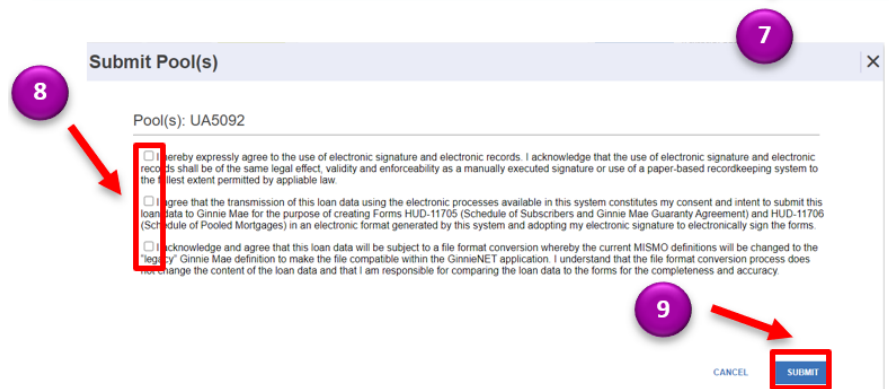 7
Submit Pool(s)
8
Pool(s): UA5092
I hereby expressly agree to the use of electronic signature and electronic records. I acknowledge that the use of electronic signature and electronic
records shall be of the same legal effect, validity and enforceability as a manually executed signature or use of a paper-based recordkeeping system to
the fullest extent permitted by appliable law.
I agree that the transmission of this loan data using the electronic processes available in this system constitutes my consent and intent to submit this
loan data to Ginnie Mae for the purpose of creating Forms HUD-11705 (Schedule of Subscribers and Ginnie Mae Guaranty Agreement) and HUD-11706
(Schedule of Pooled Mortgages) in an electronic format generated by this system and adopting my electronic signature to electronically sign the forms.
I acknowledge and agree that this loan data will be subject to a file format conversion whereby the current MISMO definitions will be changed to the
"legacy" Ginnie Mae definition to make the file compatible within the GinnieNET application. I understand that the file format conversion process does
not change the content of the loan data and that I am responsible for comparing the loan data to the forms for the completeness and accuracy.
9
CANCEL SUBMIT